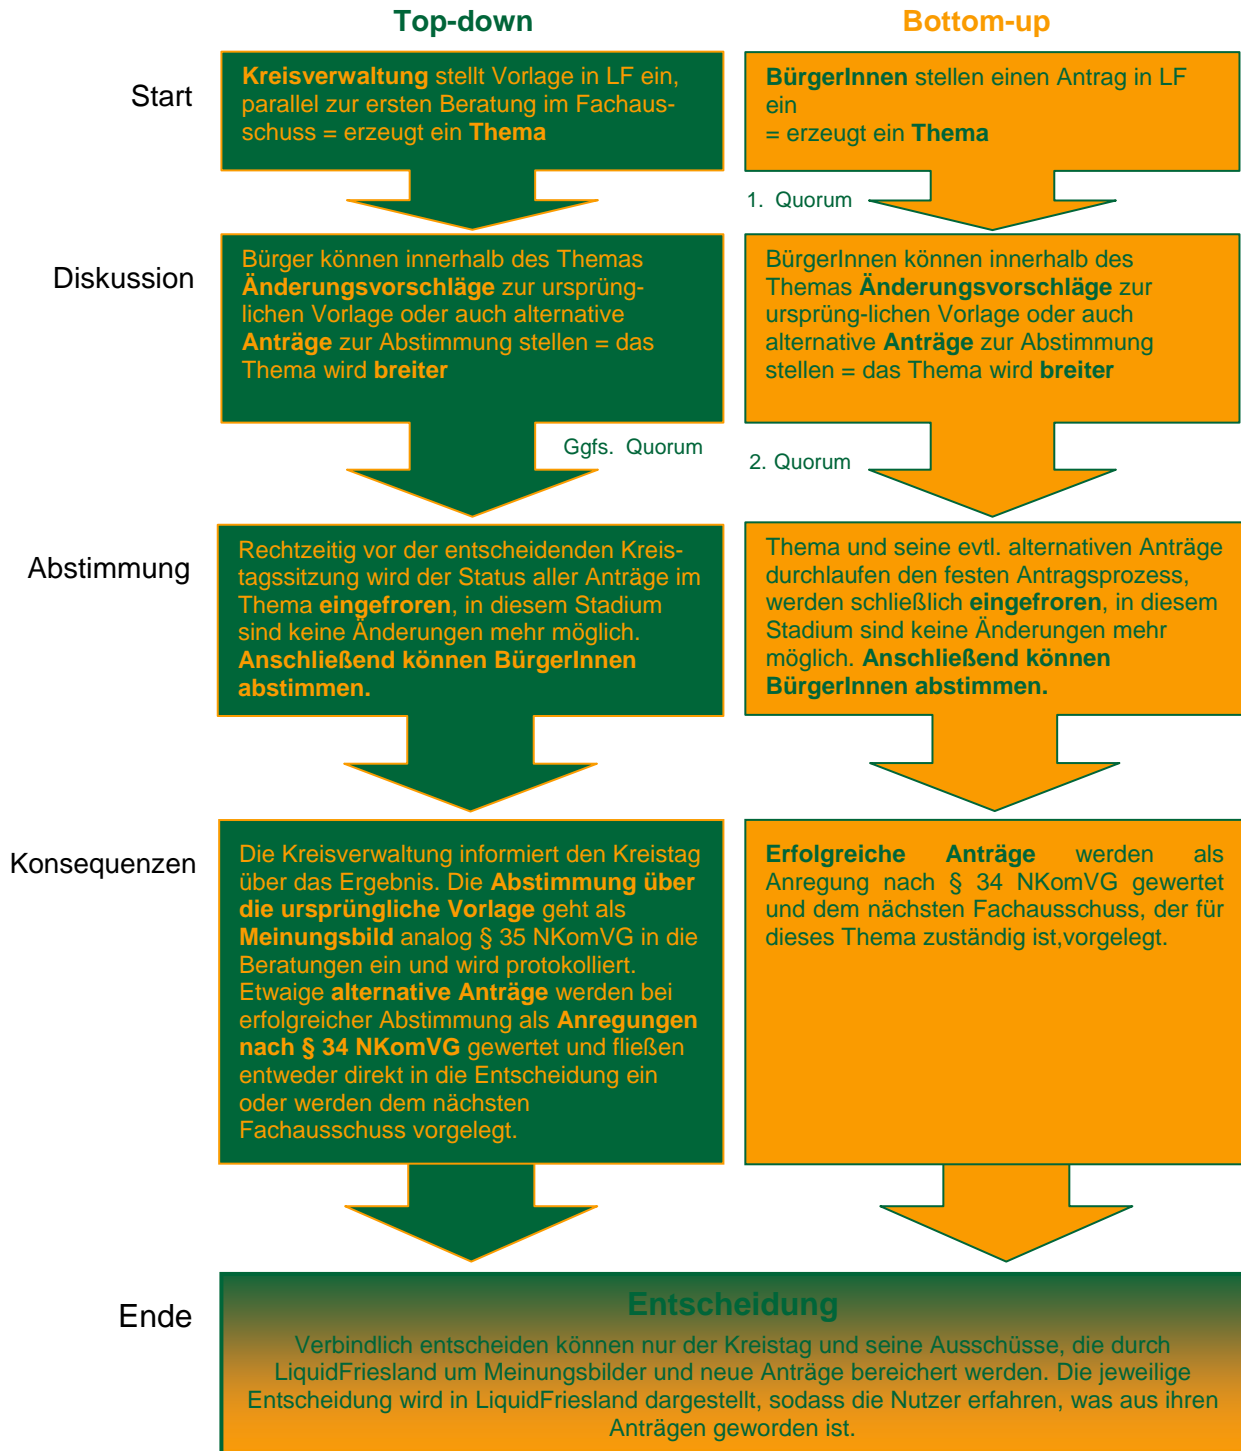 Top-down
Bottom-up
Start
Kreisverwaltung stellt Vorlage in LF ein,
parallel zur ersten Beratung im Fachaus-
schuss = erzeugt ein Thema
BürgerInnen stellen einen Antrag in LF
ein
= erzeugt ein Thema
1. Quorum
Diskussion
Bürger können innerhalb des Themas
Änderungsvorschläge zur ursprüng-
lichen Vorlage oder auch alternative
Anträge zur Abstimmung stellen = das
Thema wird breiter
BürgerInnen können innerhalb des
Themas Änderungsvorschläge zur
ursprüng-lichen Vorlage oder auch
alternative Anträge zur Abstimmung
stellen = das Thema wird breiter
Ggfs. Quorum
2. Quorum
Abstimmung
Rechtzeitig vor der entscheidenden Kreis-
tagssitzung wird der Status aller Anträge im
Thema eingefroren, in diesem Stadium
sind keine Änderungen mehr möglich.
Anschließend können BürgerInnen
abstimmen.
Thema und seine evtl. alternativen Anträge
durchlaufen den festen Antragsprozess,
werden schließlich eingefroren, in diesem
Stadium sind keine Änderungen mehr
möglich. Anschließend können
BürgerInnen abstimmen.
Konsequenzen
Die Kreisverwaltung informiert den Kreistag
über das Ergebnis. Die Abstimmung über
die ursprüngliche Vorlage geht als
Meinungsbild analog § 35 NKomVG in die
Beratungen ein und wird protokolliert.
Etwaige alternative Anträge werden bei
erfolgreicher Abstimmung als Anregungen
nach § 34 NKomVG gewertet und fließen
entweder direkt in die Entscheidung ein
oder werden dem nächsten
Fachausschuss vorgelegt.
Erfolgreiche Anträge werden als
Anregung nach § 34 NKomVG gewertet
und dem nächsten Fachausschuss, der für
dieses Thema zuständig ist,vorgelegt.
Ende
Entscheidung
Verbindlich entscheiden können nur der Kreistag und seine Ausschüsse, die durch
LiquidFriesland um Meinungsbilder und neue Anträge bereichert werden. Die jeweilige
Entscheidung wird in LiquidFriesland dargestellt, sodass die Nutzer erfahren, was aus ihren
Anträgen geworden ist.